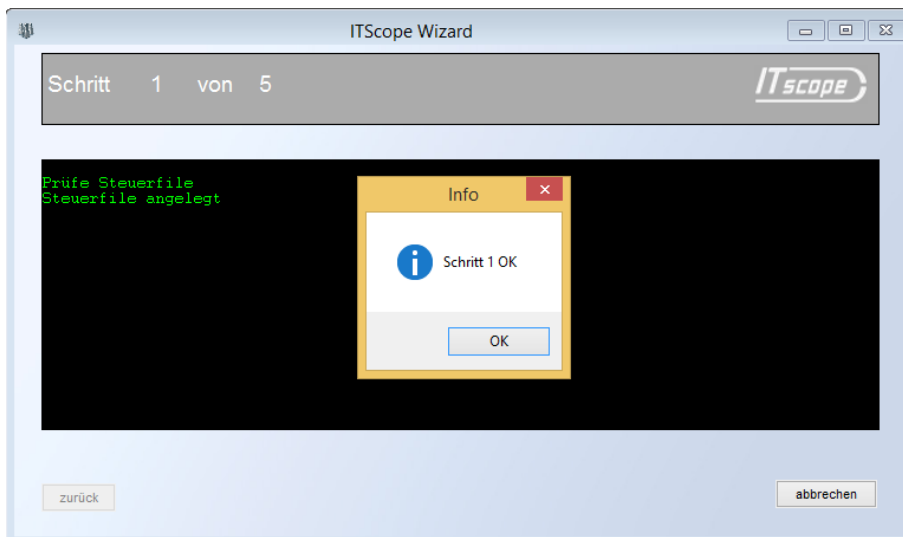 ITScope Wizard
Schritt 1 von 5
ITscope
Prüfe Steuerfile
Steuerfile angelegt
Info
Schritt 1 OK
OK
zurück
abbrechen